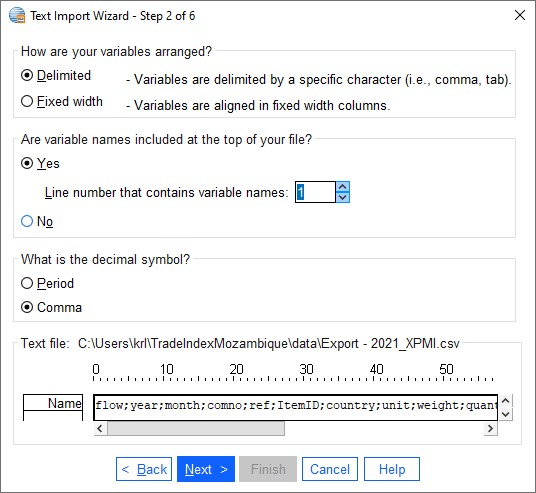 Text Import Wizard - Step 2 of 6
How are your variables arranged?
Delimited - Variables are delimited by a specific character (i.e., comma, tab).
Fixed width - Variables are aligned in fixed width columns.
Are variable names included at the top of your file?
Yes
Line number that contains variable names: 1
No
What is the decimal symbol?
Period
Comma
Text file: C:\Users\krl\TradeIndexMozambique\data\Export - 2021_XPMI.csv
0 10 20 30 40 50
Name flow;year;month;comno;ref;ItemID;country;unit;weight;quant
< Back Next > Finish Cancel Help